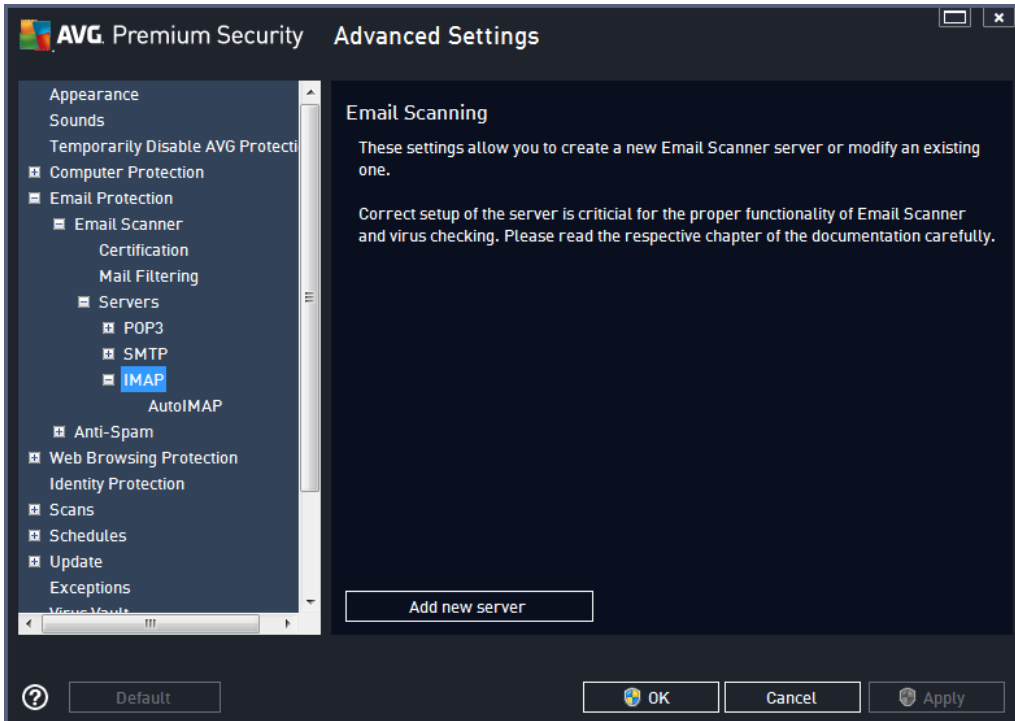 AVG. Premium Security Advanced Settings
Appearance
Sounds
Temporarily Disable AVG Protecti
Computer Protection
Email Protection
Email Scanner
Certification
Mail Filtering
Servers
POP3
SMTP
IMAP
AutoIMAP
Anti-Spam
Web Browsing Protection
Identity Protection
Scans
Schedules
Update
Exceptions
Virus Vault
Email Scanning
These settings allow you to create a new Email Scanner server or modify an existing
one.
Correct setup of the server is criticial for the proper functionality of Email Scanner
and virus checking. Please read the respective chapter of the documentation carefully.
Add new server
Default
OK
Cancel
Apply